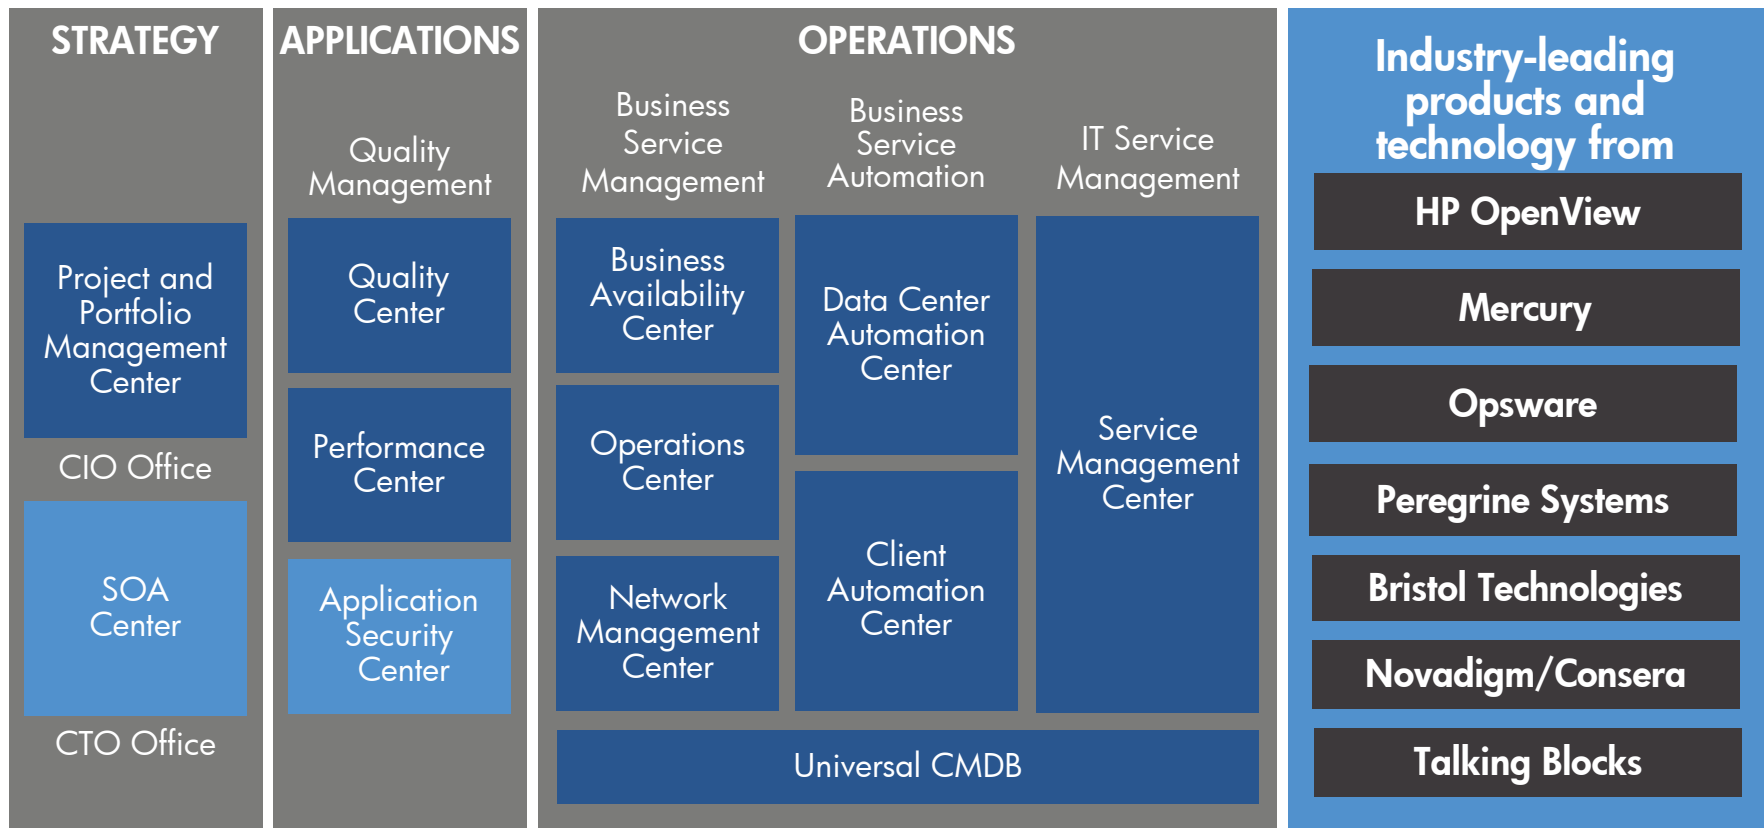 STRATEGY
Project and
Portfolio
Management
Center
CIO Office
SOA
Center
CTO Office
APPLICATIONS
Quality
Management
Quality
Center
Performance
Center
Application
Security
Center
OPERATIONS
Business
Service
Management
Business
Availability
Center
Operations
Center
Network
Management
Center
Business
Service
Automation
Data Center
Automation
Center
Client
Automation
Center
IT Service
Management
Service
Management
Center
Universal CMDB
Industry-leading
products and
technology from
HP OpenView
Mercury
Opsware
Peregrine Systems
Bristol Technologies
Novadigm/Consera
Talking Blocks